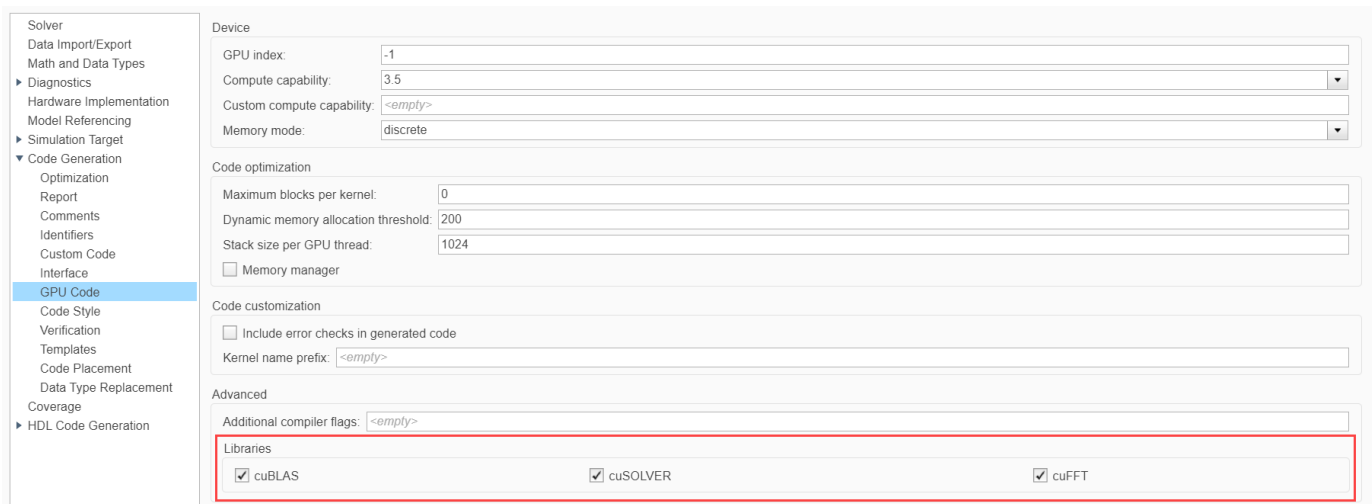 Solver
Data Import/Export
Math and Data Types
Diagnostics
Hardware Implementation
Model Referencing
Simulation Target
Code Generation
Optimization
Report
Comments
Identifiers
Custom Code
Interface
GPU Code
Code Style
Verification
Templates
Code Placement
Data Type Replacement
Coverage
HDL Code Generation
Device
GPU index: -1
Compute capability: 3.5
Custom compute capability: <empty>
Memory mode: discrete
Code optimization
Maximum blocks per kernel: 0
Dynamic memory allocation threshold: 200
Stack size per GPU thread: 1024
Memory manager
Code customization
Include error checks in generated code
Kernel name prefix: <empty>
Advanced
Additional compiler flags: <empty>
Libraries
cuBLAS cuSOLVER cuFFT